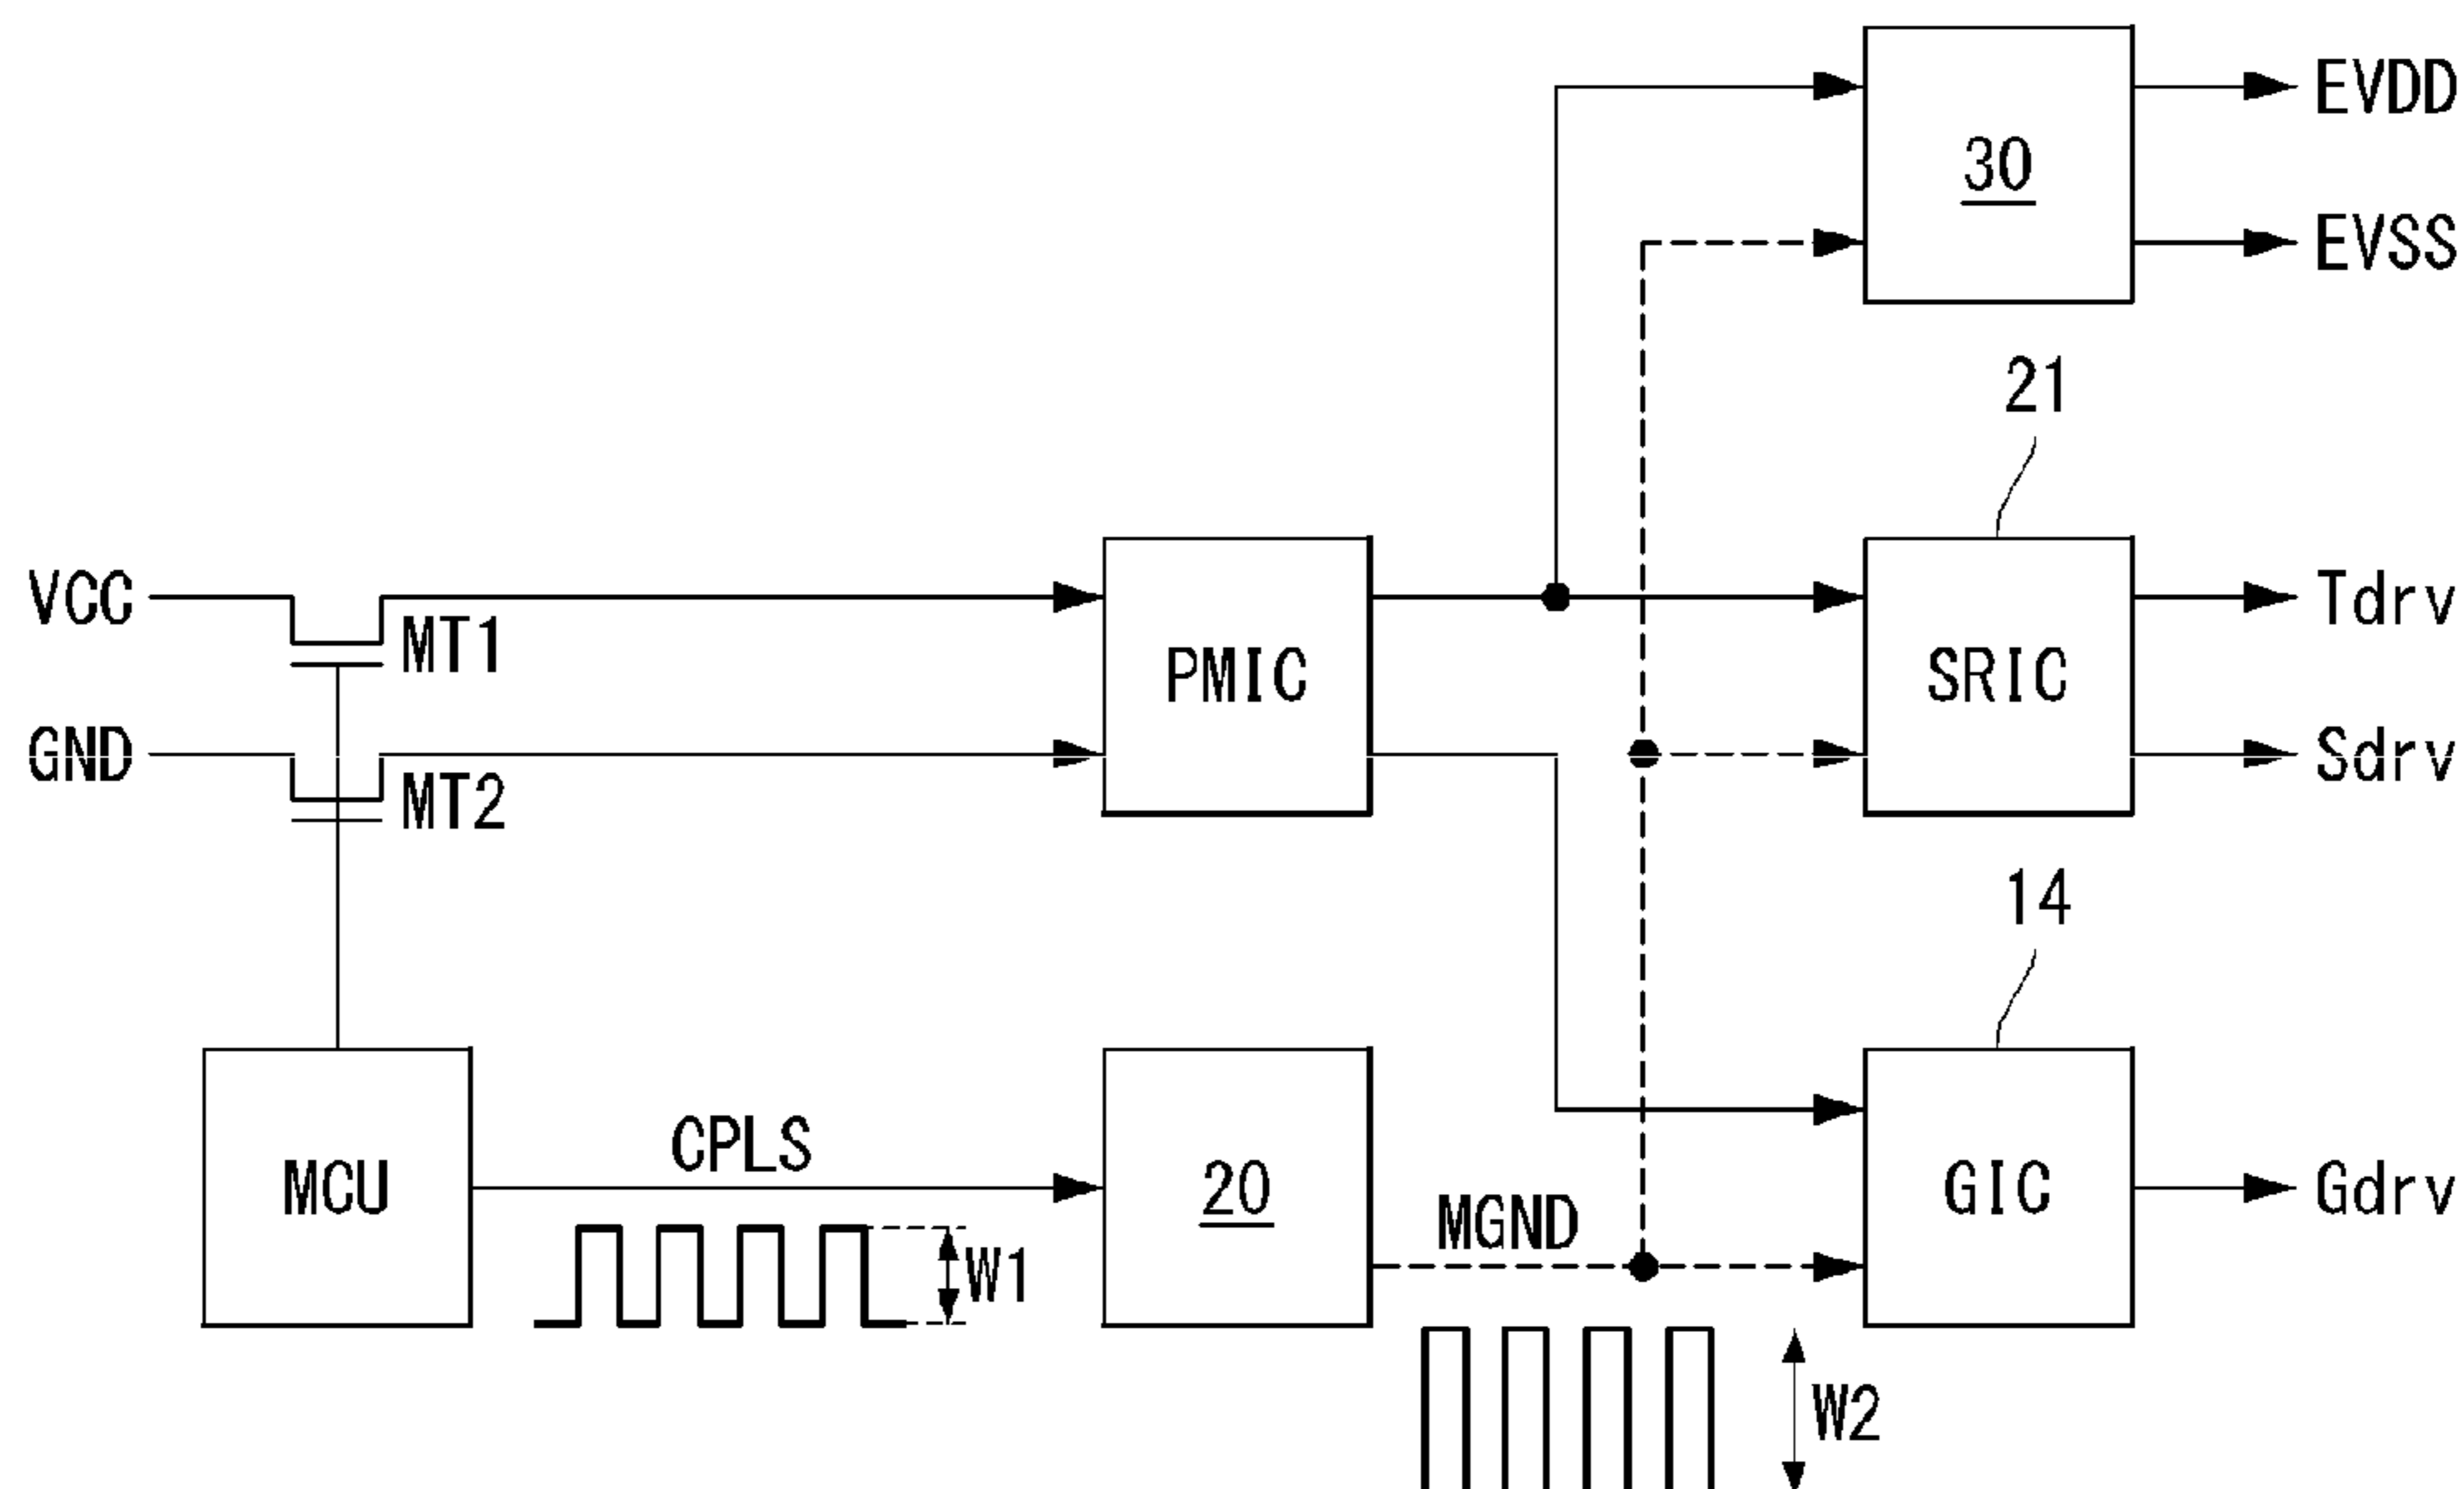 EVDD
30
EVSS
21
VCC
MT1
PMIC
SRIC
Tdrv
GND
MT2
Sdrv
14
CPLS
MCU
20
MGND
GIC
Gdrv
W1
W2